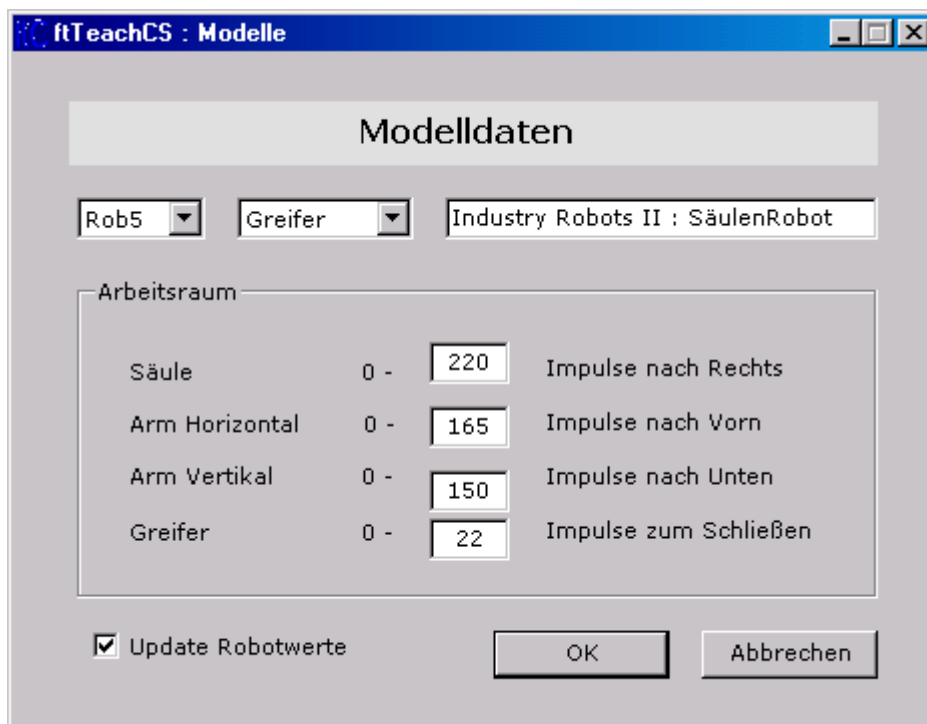 ftTeachCS : Modelle
Modelldaten
Rob5 Greifer Industry Robots II : SäulenRobot
Arbeitsraum
Säule 0 - 220 Impulse nach Rechts
Arm Horizontal 0 - 165 Impulse nach Vorn
Arm Vertikal 0 - 150 Impulse nach Unten
Greifer 0 - 22 Impulse zum Schließen
Update Robotwerte OK Abbrechen